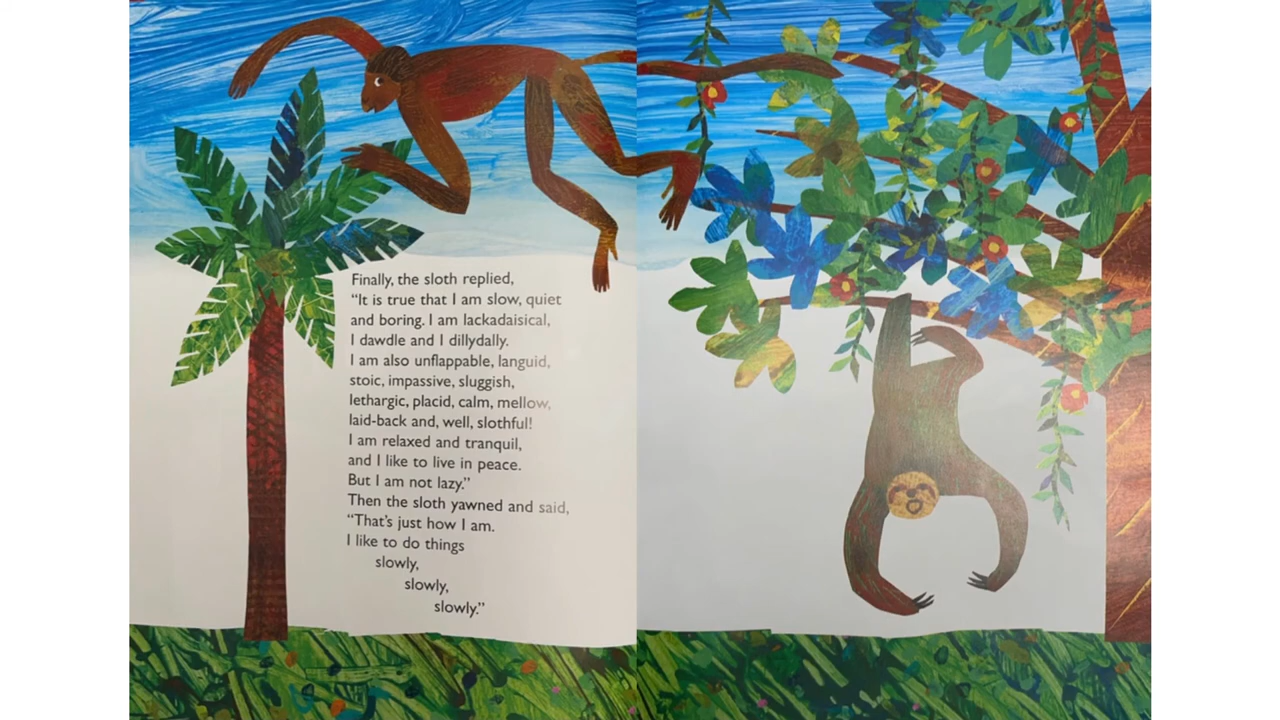 Finally, the sloth replied,
“It is true that I am slow, quiet
and boring. I am lackadaisical,
I dawdle and I dillydally.
I am also unflappable, languid,
stoic, impassive, sluggish,
lethargic, placid, calm, mellow,
laid-back and, well, slothful!
I am relaxed and tranquil,
and I like to live in peace.
But I am not lazy.”
Then the sloth yawned and said,
“That’s just how I am.
I like to do things
slowly,
slowly,
slowly.”